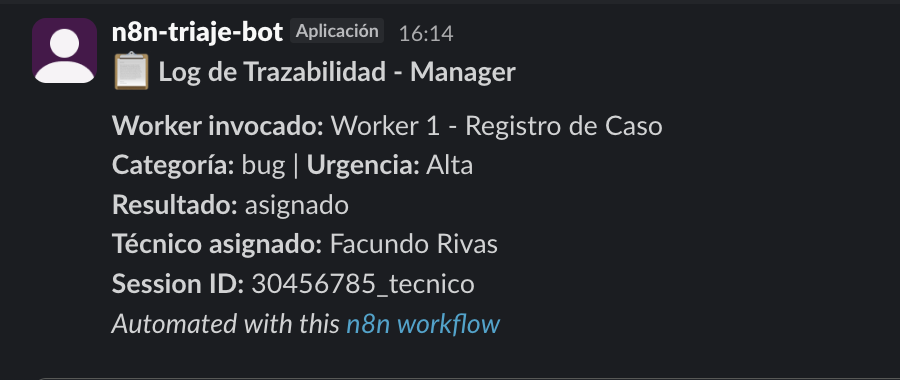 n8n-triaje-bot Aplicación 16:14
Log de Trazabilidad - Manager
Worker invocado: Worker 1 - Registro de Caso
Categoría: bug | Urgencia: Alta
Resultado: asignado
Técnico asignado: Facundo Rivas
Session ID: 30456785_tecnico
Automated with this n8n workflow